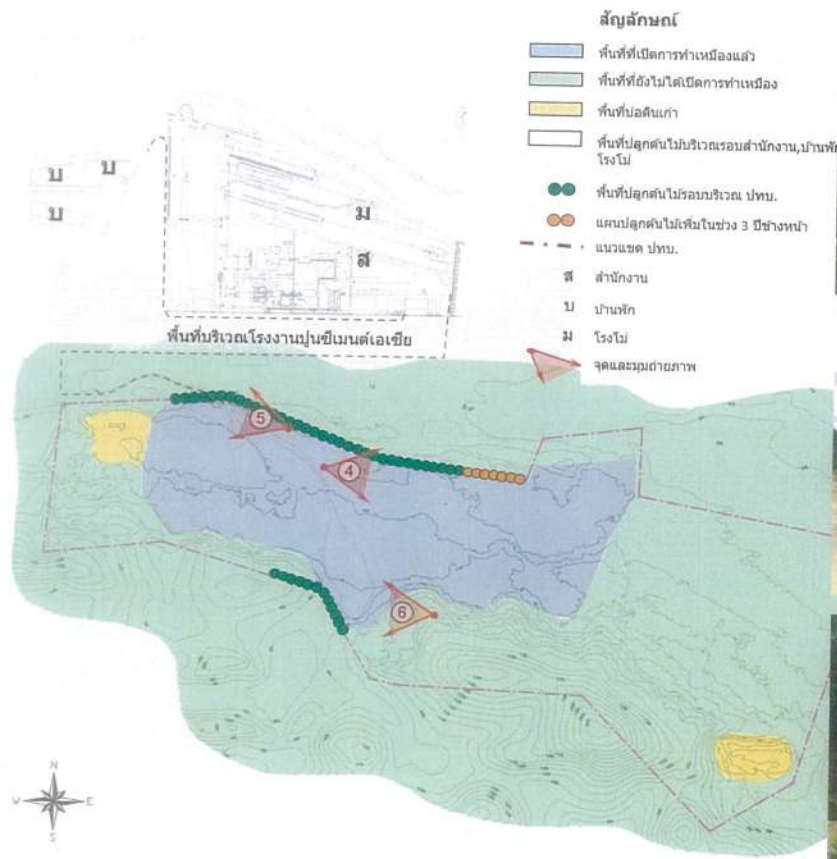 สัญลักษณ์
พื้นที่ที่เปิดการทำเหมืองแล้ว
พื้นที่ที่ยังไม่ได้เปิดการทำเหมือง
พื้นที่บ่อดินเก่า
พื้นที่ปลูกต้นไม้บริเวณรอบสำนักงาน,บ้านพัก
โรงโม่
พื้นที่ปลูกต้นไม้รอบบริเวณ ปทบ.
แผนปลูกต้นไม้เพิ่มในช่วง 3 ปีข้างหน้า
แนวเขต ปทบ.
ส สำนักงาน
บ บ้านพัก
ม โรงโม่
จุดและมุมถ่ายภาพ
บ บ
บ
ม
ส
พื้นที่บริเวณโรงงานปูนซีเมนต์เอเซีย
5
4
6
N
W E
S